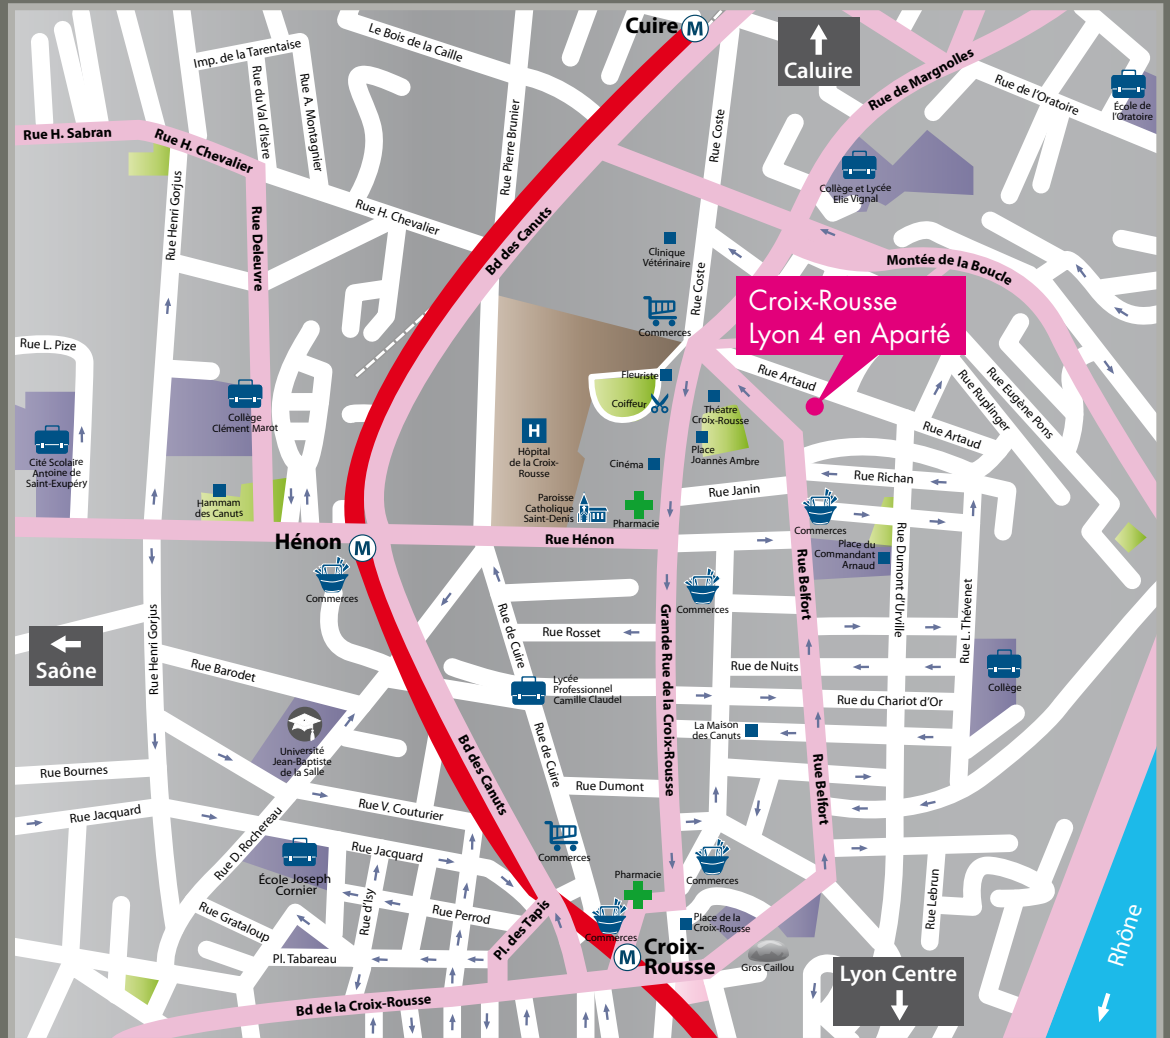 Cuire
M
Caluire
Imp. de la Tarentaise
Le Bois de la Caille
Rue de Margnolles
Rue de l'Oratoire
École de
l'Oratoire
Rue H. Sabran
Rue H. Chevalier
Rue du Val d'Isère
Rue A. Montagnier
Rue Pierre Brunier
Rue Coste
Collège et Lycée
Elie Vignal
Rue Henri Gorjus
Rue Deleuvre
Rue H. Chevalier
Bd des Canuts
Clinique
Vétérinaire
Rue Coste
Montée de la Boucle
Commerces
Croix-Rousse
Lyon 4 en Aparté
Rue L. Pize
Fleuriste
Coiffeur
Rue Artaud
Rue Eugène Pons
Rue Ruplinger
Collège
Clément Marot
Théatre
Croix-Rousse
Rue Artaud
H
Hôpital
de la Croix-
Rousse
Place
Joannès Ambre
Cité Scolaire
Antoine de
Saint-Exupéry
Cinéma
Rue Richan
Rue Janin
Hammam
des Canuts
Paroisse
Catholique
Saint-Denis
Pharmacie
Commerces
Hénon
M
Rue Hénon
Place du
Commandant
Arnaud
Rue Dumont d'Urville
Commerces
Commerces
Rue Belfort
Rue L. Thévenet
Saône
Rue Henri Gorjus
Rue de Cuire
Rue Rosset
Grande Rue de la Croix-Rousse
Rue Barodet
Rue de Nuits
Collège
Lycée
Professionnel
Camille Claudel
Rue du Chariot d'Or
La Maison
des Canuts
Université
Jean-Baptiste
de la Salle
Bd des Canuts
Rue de Cuire
Rue Belfort
Rue Bournes
Rue Dumont
Rue Jacquard
Rue V. Couturier
Rue D. Rochereau
Rue Jacquard
Commerces
Commerces
École Joseph
Cornier
Pharmacie
Rue d'Isy
Rue Lebrun
Rue Grataloup
Rue Perrod
Pl. des Tapis
Commerces
Place de la
Croix-Rousse
Rhône
M
Croix-
Rousse
Gros Caillou
Pl. Tabareau
Lyon Centre
Bd de la Croix-Rousse